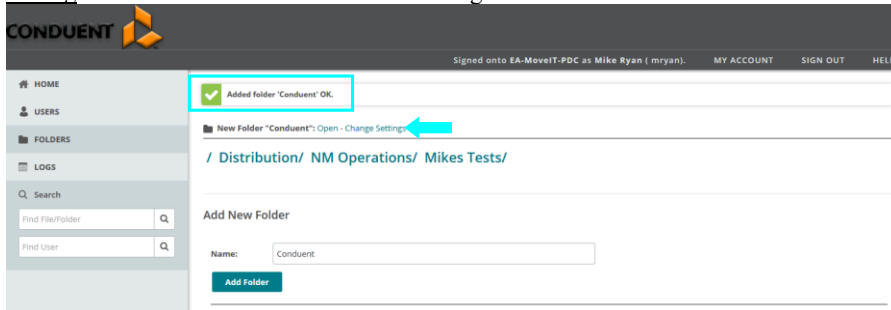 CONDUENT
Signed onto EA-MoveIT-PDC as Mike Ryan ( mryan). MY ACCOUNT SIGN OUT HEL
HOME
USERS
FOLDERS
LOGS
Search
Find File/Folder
Find User
Added folder 'Conduent' OK.
New Folder "Conduent": Open - Change Settings
/ Distribution/ NM Operations/ Mikes Tests/
Add New Folder
Name: Conduent
Add Folder